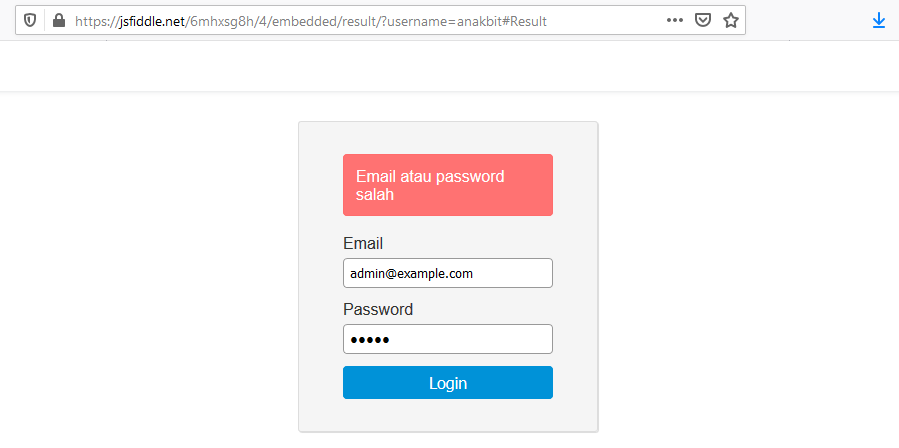 https://jsfiddle.net/6mhxsg8h/4/embedded/result/?username=anakbit#Result
Email atau password
salah
Email
admin@example.com
Password
•••••
Login